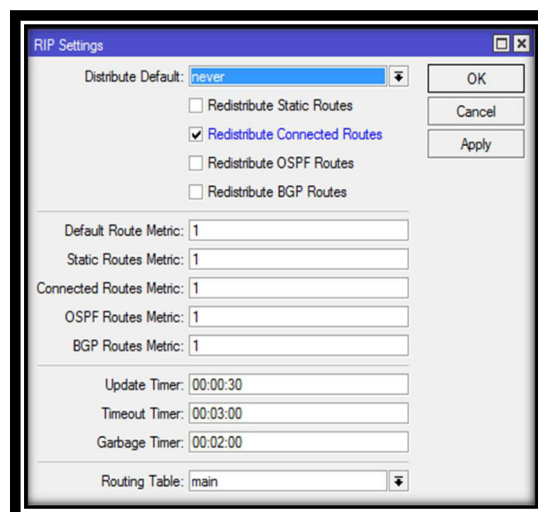 RIP Settings
Distribute Default: never
OK
Redistribute Static Routes
Cancel
Redistribute Connected Routes
Apply
Redistribute OSPF Routes
Redistribute BGP Routes
Default Route Metric: 1
Static Routes Metric: 1
Connected Routes Metric: 1
OSPF Routes Metric: 1
BGP Routes Metric: 1
Update Timer: 00:00:30
Timeout Timer: 00:03:00
Garbage Timer: 00:02:00
Routing Table: main